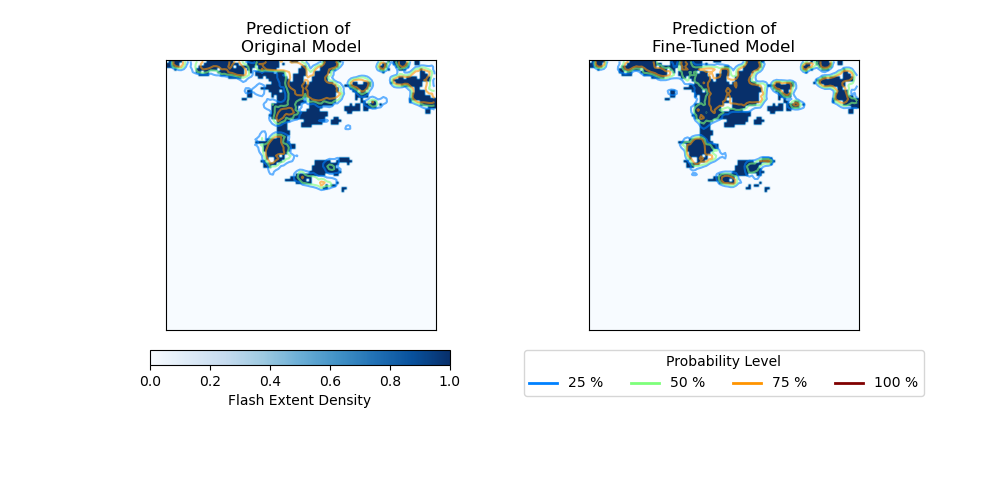 Prediction of
Original Model
Prediction of
Fine-Tuned Model
0.0 0.2 0.4 0.6 0.8 1.0
Flash Extent Density
Probability Level
25 % 50 % 75 % 100 %